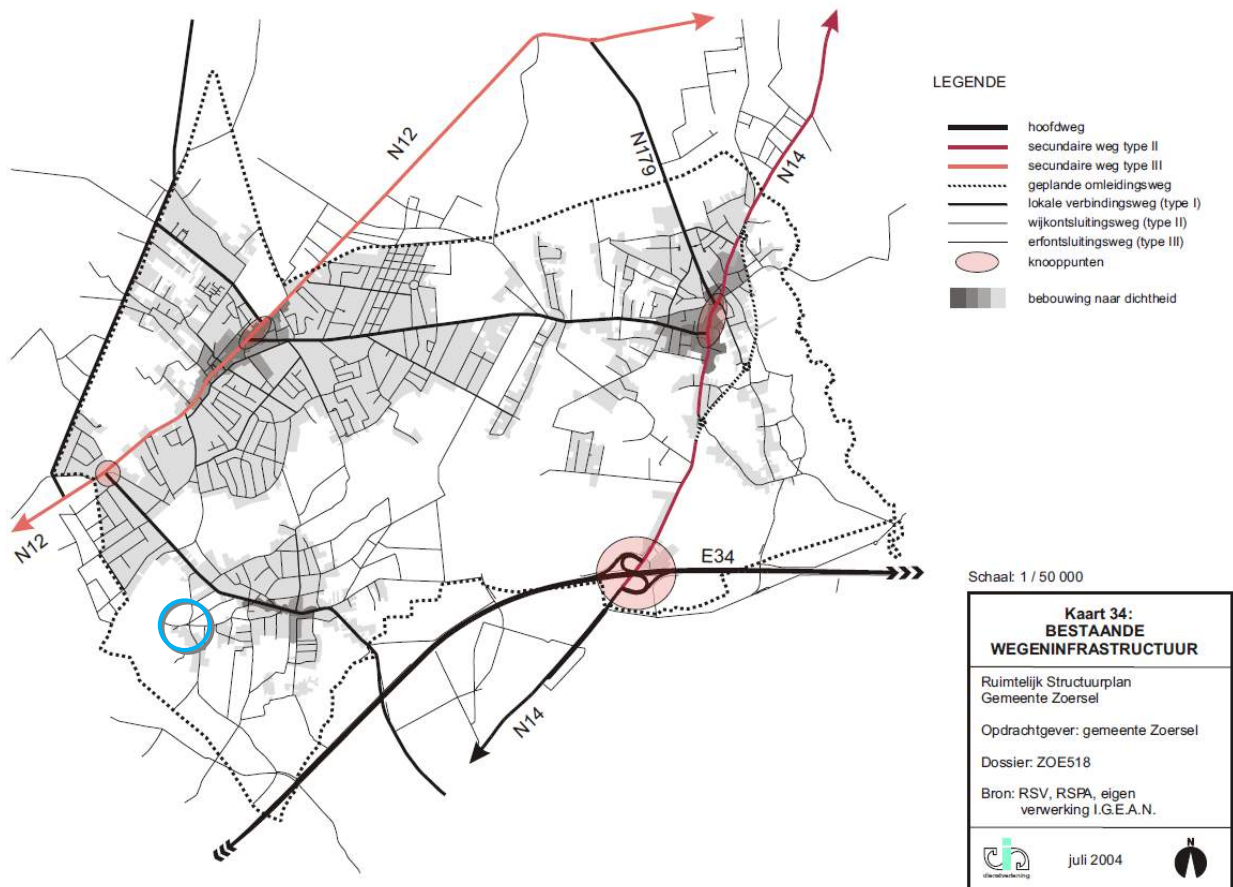 N12
N179
N14
N12
E34
N14
LEGENDE
hoofdweg
secundaire weg type II
secundaire weg type III
geplande omleidingsweg
lokale verbindingsweg (type I)
wijkontsluitingsweg (type II)
erfontsluitingsweg (type III)
knooppunten
bebouwing naar dichtheid
Schaal: 1 / 50 000
Kaart 34:
BESTAANDE
WEGENINFRASTRUCTUUR
Ruimtelijk Structuurplan
Gemeente Zoersel
Opdrachtgever: gemeente Zoersel
Dossier: ZOE518
Bron: RSV, RSPA, eigen
verwerking I.G.E.A.N.
dienstverlening
juli 2004
N